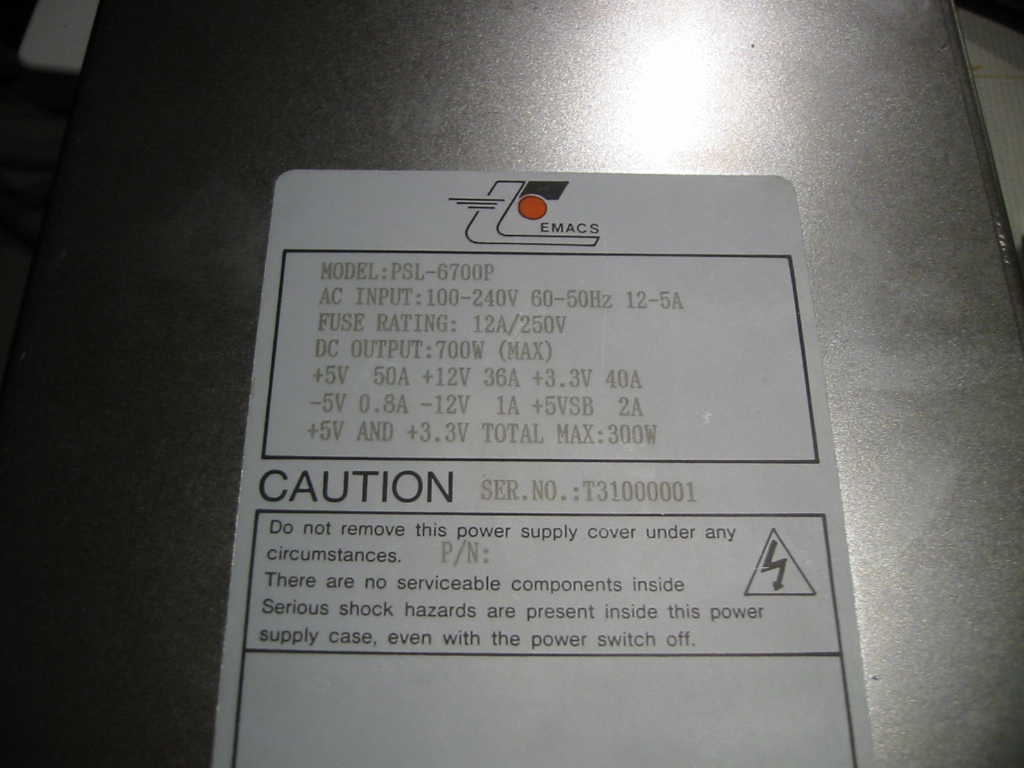 EMACS
MODEL:PSL-6700P
AC INPUT:100-240V 60-50Hz 12-5A
FUSE RATING: 12A/250V
DC OUTPUT:700W (MAX)
+5V 50A +12V 36A +3.3V 40A
-5V 0.8A -12V 1A +5VSB 2A
+5V AND +3.3V TOTAL MAX:300W
CAUTION SER.NO.:T31000001
Do not remove this power supply cover under any
circumstances. P/N:
There are no serviceable components inside
Serious shock hazards are present inside this power
supply case, even with the power switch off.